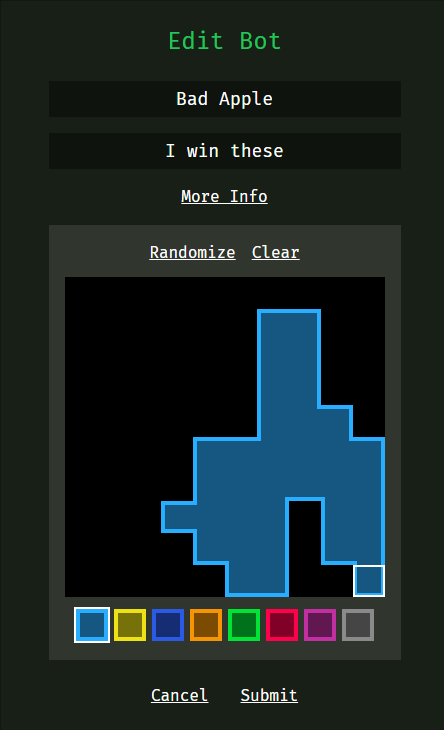 Edit Bot
Bad Apple
I win these
More Info
Randomize Clear
Cancel Submit